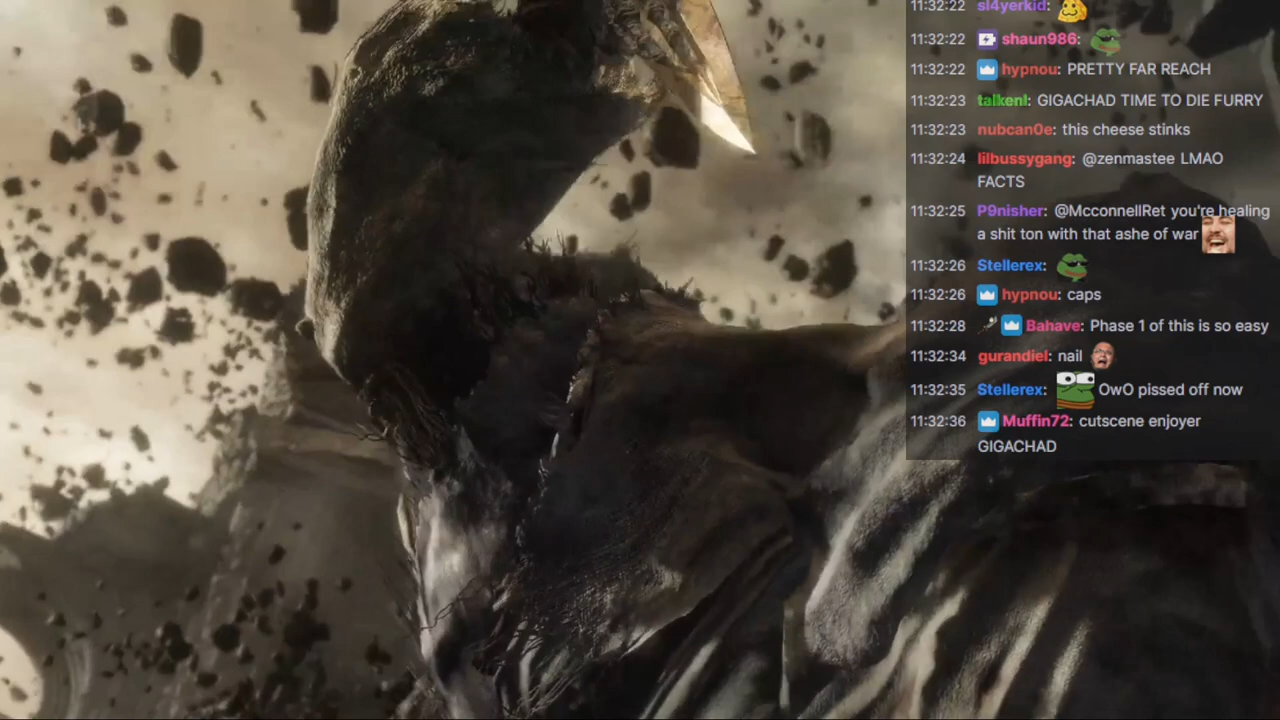 11:32:22 sl4yerkid:
11:32:22 shaun986:
11:32:22 hypnou: PRETTY FAR REACH
11:32:23 talkenl: GIGACHAD TIME TO DIE FURRY
11:32:23 nubcan0e: this cheese stinks
11:32:24 lilbussygang: @zenmastee LMAO
FACTS
11:32:25 P9nisher: @McconnellRet you're healing
a shit ton with that ashe of war
11:32:26 Stellerex:
11:32:26 hypnou: caps
11:32:28 Bahave: Phase 1 of this is so easy
11:32:34 gurandiel: nail
11:32:35 Stellerex: OwO pissed off now
11:32:36 Muffin72: cutscene enjoyer
GIGACHAD